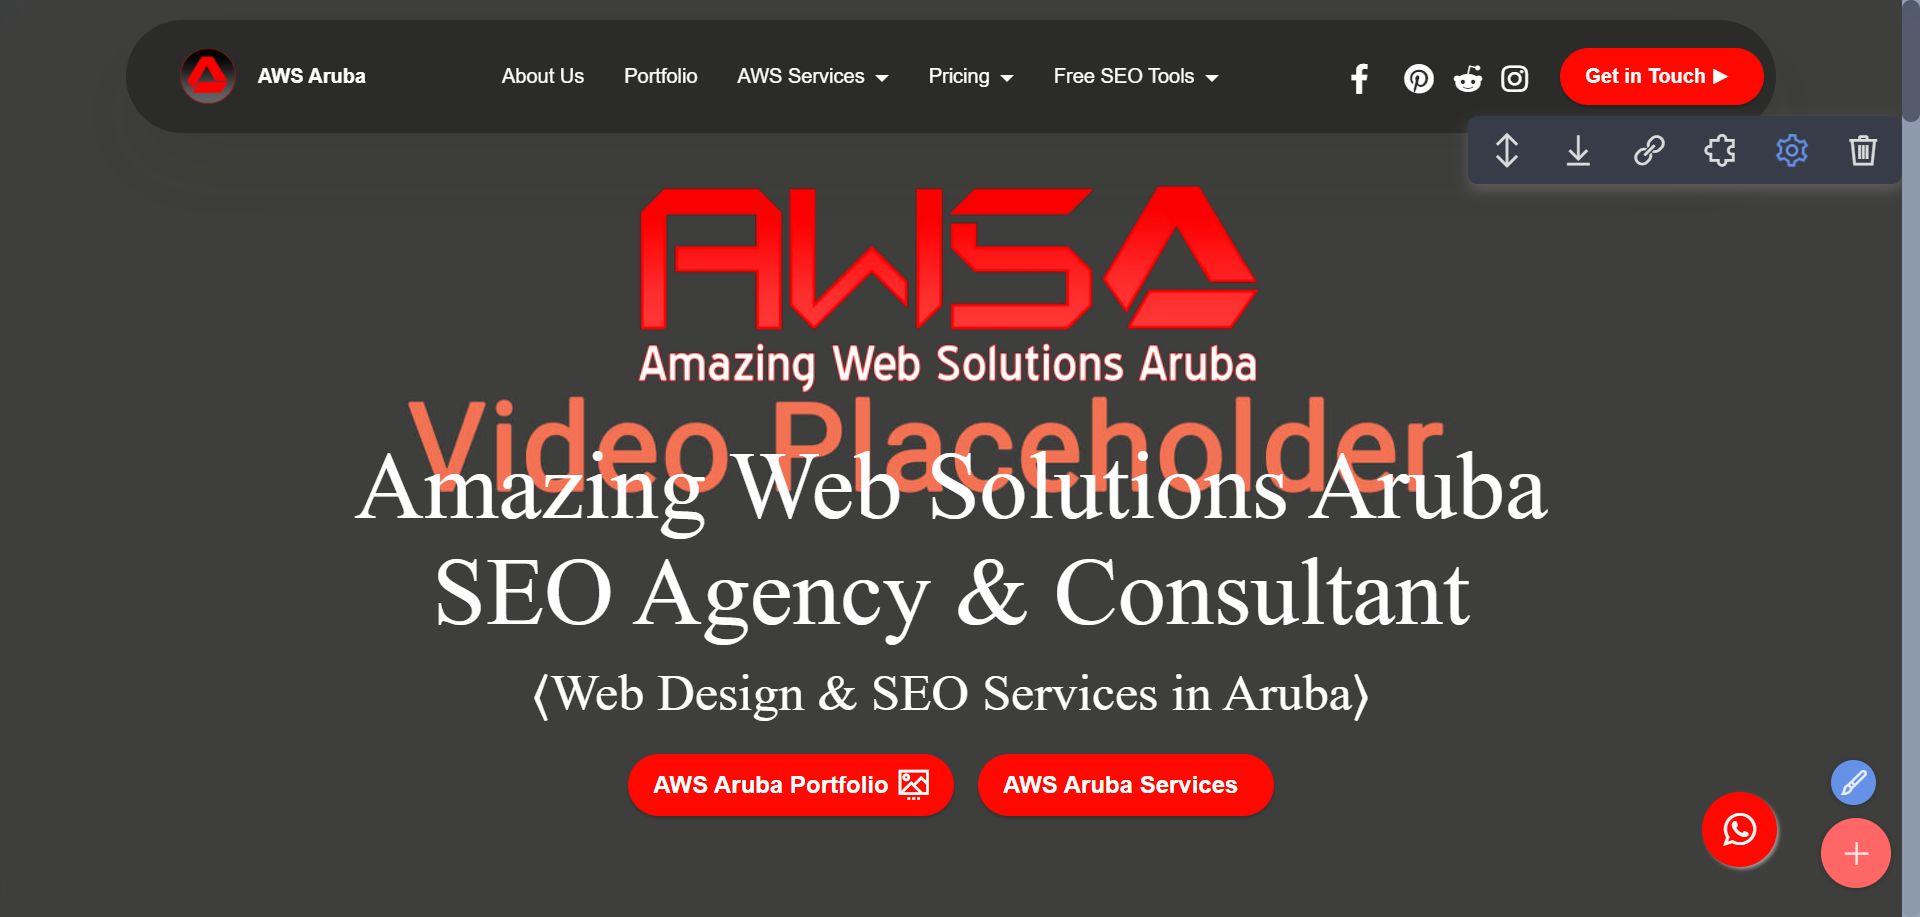 AWS Aruba
About Us
Portfolio
AWS Services
Pricing
Free SEO Tools
Get in Touch
AWSA
Amazing Web Solutions Aruba
Video Placeholder
Amazing Web Solutions Aruba
SEO Agency & Consultant
⟨Web Design & SEO Services in Aruba⟩
AWS Aruba Portfolio
AWS Aruba Services